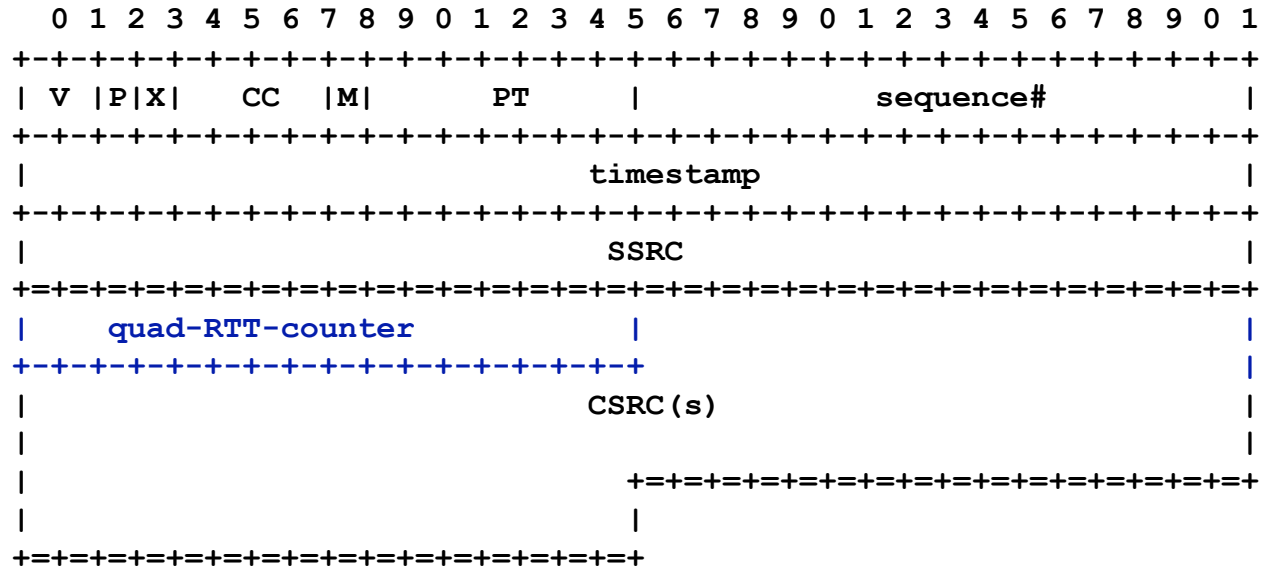 0 1 2 3 4 5 6 7 8 9 0 1 2 3 4 5 6 7 8 9 0 1 2 3 4 5 6 7 8 9 0 1
+-+-+-+-+-+-+-+-+-+-+-+-+-+-+-+-+-+-+-+-+-+-+-+-+-+-+-+-+-+-+-+-+
| V |P|X|   CC  |M|      PT      |            sequence#          |
+-+-+-+-+-+-+-+-+-+-+-+-+-+-+-+-+-+-+-+-+-+-+-+-+-+-+-+-+-+-+-+-+
|                             timestamp                         |
+-+-+-+-+-+-+-+-+-+-+-+-+-+-+-+-+-+-+-+-+-+-+-+-+-+-+-+-+-+-+-+-+
|                              SSRC                             |
+=+=+=+=+=+=+=+=+=+=+=+=+=+=+=+=+=+=+=+=+=+=+=+=+=+=+=+=+=+=+=+=+
|    quad-RTT-counter           |                               |
+-+-+-+-+-+-+-+-+-+-+-+-+-+-+-+-+                               |
|                             CSRC(s)                           |
|                                                               |
|                               +=+=+=+=+=+=+=+=+=+=+=+=+=+=+=+=+
|                               |
+=+=+=+=+=+=+=+=+=+=+=+=+=+=+=+=+